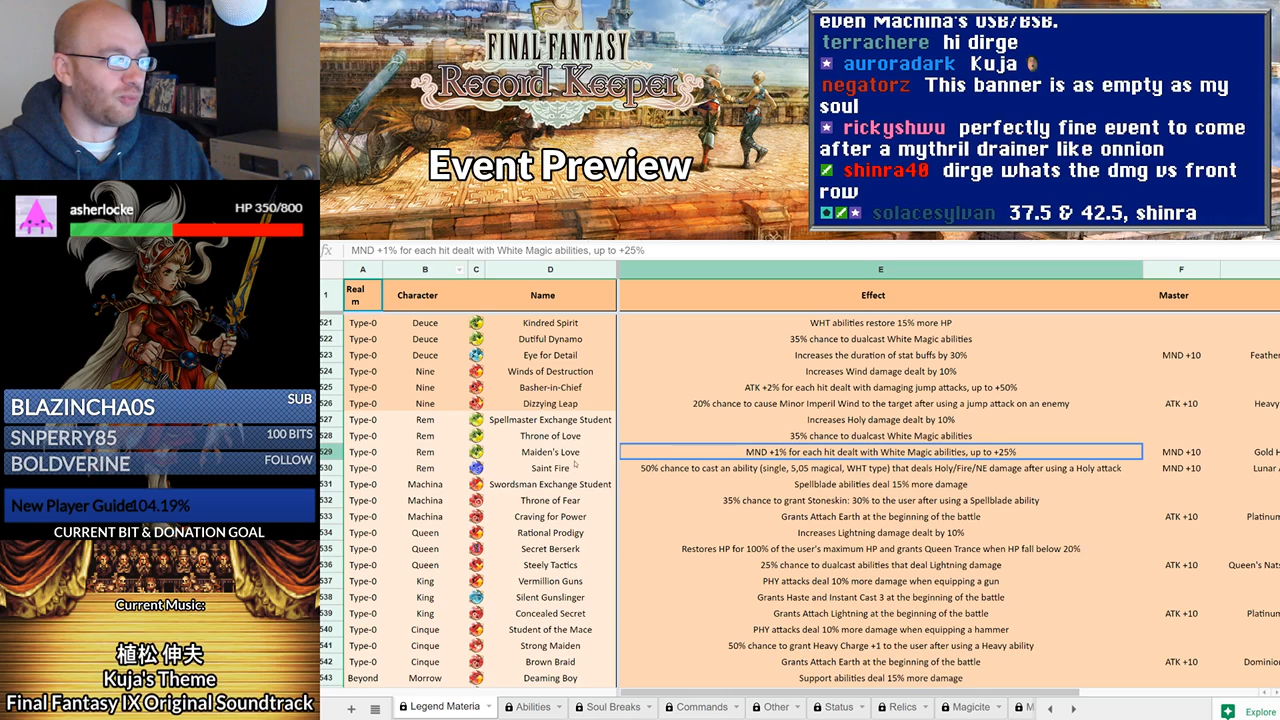 FINAL FANTASY
Record Keeper
Event Preview
even Machina's USB/BSB.
terrachere hi dirge
auroradark Kuja
negatorz This banner is as empty as my
soul
rickyshwu perfectly fine event to come
after a mythril drainer like onnion
shinra40 dirge whats the dmg vs front
row
solacesylvan 37.5 & 42.5, shinra
asherlocke HP 350/800
BLAZINCHA0S SUB
SNPERRY85 100 BITS
BOLDVERINE FOLLOW
New Player Guide 104.19%
CURRENT BIT & DONATION GOAL
Current Music:
植松 伸夫
Kuja's Theme
Final Fantasy IX Original Soundtrack
fx MND +1% for each hit dealt with White Magic abilities, up to +25%
A B C D E F
1 Real m Character Name Effect Master
521 Type-0 Deuce Kindred Spirit WHT abilities restore 15% more HP
522 Type-0 Deuce Dutiful Dynamo 35% chance to dualcast White Magic abilities
523 Type-0 Deuce Eye for Detail Increases the duration of stat buffs by 30% MND +10 Feather
524 Type-0 Nine Winds of Destruction Increases Wind damage dealt by 10%
525 Type-0 Nine Basher-in-Chief ATK +2% for each hit dealt with damaging jump attacks, up to +50%
526 Type-0 Nine Dizzying Leap 20% chance to cause Minor Imperil Wind to the target after using a jump attack on an enemy ATK +10 Heavy
527 Type-0 Rem Spellmaster Exchange Student Increases Holy damage dealt by 10%
528 Type-0 Rem Throne of Love 35% chance to dualcast White Magic abilities
529 Type-0 Rem Maiden's Love MND +1% for each hit dealt with White Magic abilities, up to +25% MND +10 Gold H
530 Type-0 Rem Saint Fire 50% chance to cast an ability (single, 5,05 magical, WHT type) that deals Holy/Fire/NE damage after using a Holy attack MND +10 Lunar
531 Type-0 Machina Swordsman Exchange Student Spellblade abilities deal 15% more damage
532 Type-0 Machina Throne of Fear 35% chance to grant Stoneskin: 30% to the user after using a Spellblade ability
533 Type-0 Machina Craving for Power Grants Attach Earth at the beginning of the battle ATK +10 Platinum
534 Type-0 Queen Rational Prodigy Increases Lightning damage dealt by 10%
535 Type-0 Queen Secret Berserk Restores HP for 100% of the user's maximum HP and grants Queen Trance when HP fall below 20%
536 Type-0 Queen Steely Tactics 25% chance to dualcast abilities that deal Lightning damage ATK +10 Queen's Nat
537 Type-0 King Vermillion Guns PHY attacks deal 10% more damage when equipping a gun
538 Type-0 King Silent Gunslinger Grants Haste and Instant Cast 3 at the beginning of the battle
539 Type-0 King Concealed Secret Grants Attach Lightning at the beginning of the battle ATK +10 Platinum
540 Type-0 Cinque Student of the Mace PHY attacks deal 10% more damage when equipping a hammer
541 Type-0 Cinque Strong Maiden 50% chance to grant Heavy Charge +1 to the user after using a Heavy ability
542 Type-0 Cinque Brown Braid Grants Attach Earth at the beginning of the battle ATK +10 Dominio
543 Beyond Morrow Deaming Boy Support abilities deal 15% more damage
+ Legend Materia Abilities Soul Breaks Commands Other Status Relics Magicite M Explore